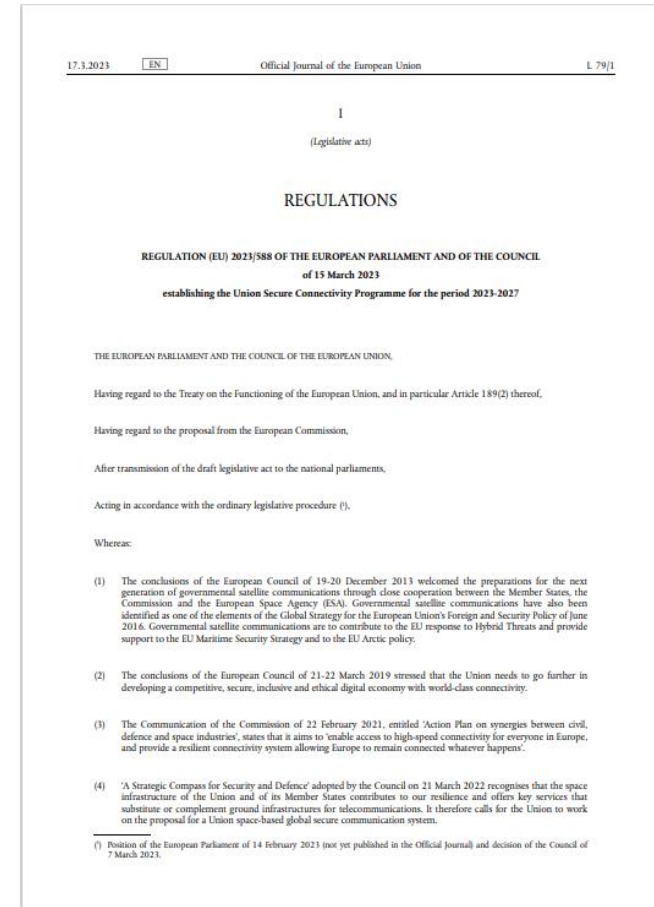 17.3.2023 EN Official Journal of the European Union L 79/1
I
(Legislative acts)
REGULATIONS
REGULATION (EU) 2023/588 OF THE EUROPEAN PARLIAMENT AND OF THE COUNCIL
of 15 March 2023
establishing the Union Secure Connectivity Programme for the period 2023-2027
THE EUROPEAN PARLIAMENT AND THE COUNCIL OF THE EUROPEAN UNION,
Having regard to the Treaty on the Functioning of the European Union, and in particular Article 189(2) thereof,
Having regard to the proposal from the European Commission,
After transmission of the draft legislative act to the national parliaments,
Acting in accordance with the ordinary legislative procedure (¹),
Whereas:
(1) The conclusions of the European Council of 19-20 December 2013 welcomed the preparations for the next
generation of governmental satellite communications through close cooperation between the Member States, the
Commission and the European Space Agency (ESA). Governmental satellite communications have also been
identified as one of the elements of the Global Strategy for the European Union's Foreign and Security Policy of June
2016. Governmental satellite communications are to contribute to the EU response to Hybrid Threats and provide
support to the EU Maritime Security Strategy and to the EU Arctic policy.
(2) The conclusions of the European Council of 21-22 March 2019 stressed that the Union needs to go further in
developing a competitive, secure, inclusive and ethical digital economy with world-class connectivity.
(3) The Communication of the Commission of 22 February 2021, entitled 'Action Plan on synergies between civil,
defence and space industries', states that it aims to 'enable access to high-speed connectivity for everyone in Europe,
and provide a resilient connectivity system allowing Europe to remain connected whatever happens'.
(4) 'A Strategic Compass for Security and Defence' adopted by the Council on 21 March 2022 recognises that the space
infrastructure of the Union and of its Member States contributes to our resilience and offers key services that
substitute or complement ground infrastructures for telecommunications. It therefore calls for the Union to work
on the proposal for a Union space-based global secure communication system.
(¹) Position of the European Parliament of 14 February 2023 (not yet published in the Official Journal) and decision of the Council of
7 March 2023.